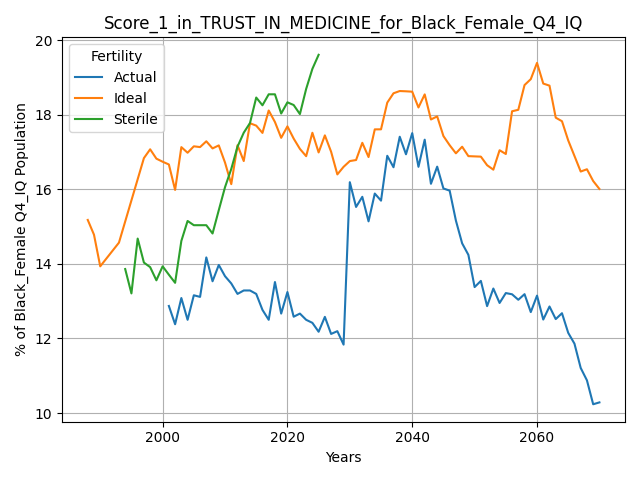 Score_1_in_TRUST_IN_MEDICINE_for_Black_Female_Q4_IQ
Fertility
Actual
Ideal
Sterile
% of Black_Female Q4_IQ Population
20
18
16
14
12
10
2000
2020
2040
2060
Years